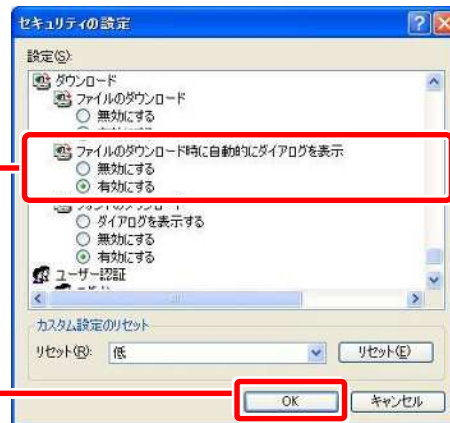 セキュリティの設定
設定(S):
ダウンロード
ファイルのダウンロード
無効にする
ファイルのダウンロード時に自動的にダイアログを表示
無効にする
有効にする
ダイアログを表示する
無効にする
有効にする
ユーザー認証
カスタム設定のリセット
リセット(R):
低
リセット(E)
OK
キャンセル